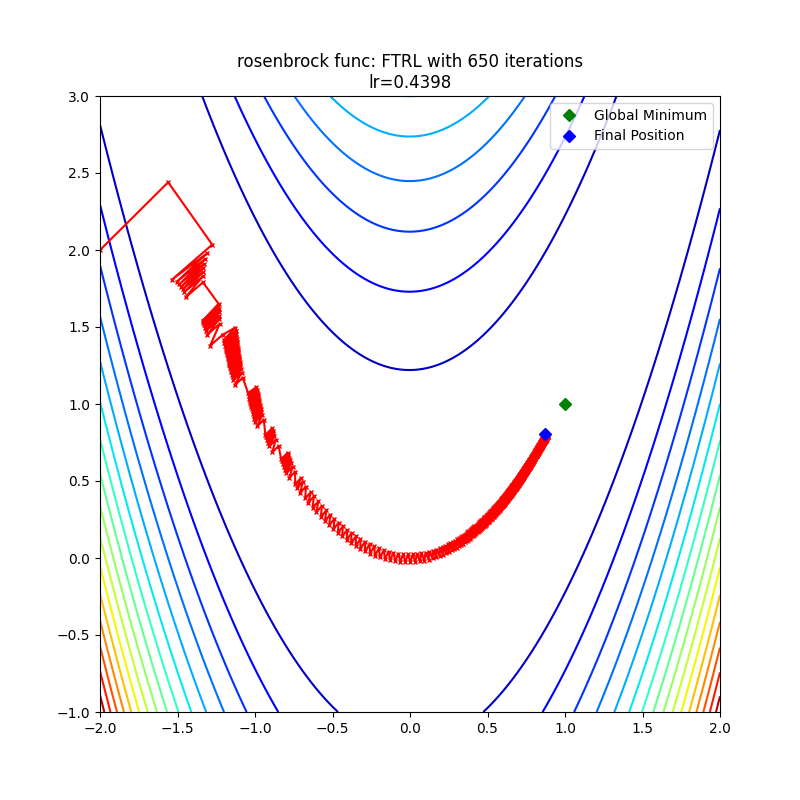 rosenbrock func: FTRL with 650 iterations
lr=0.4398
Global Minimum
Final Position
3.0
2.5
2.0
1.5
1.0
0.5
0.0
−0.5
−1.0
−2.0 −1.5 −1.0 −0.5 0.0 0.5 1.0 1.5 2.0